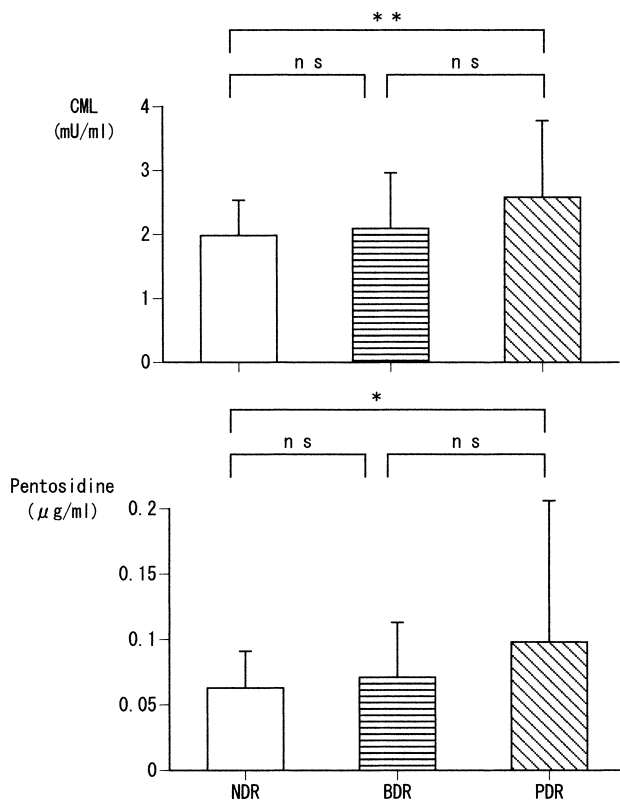 * *
n s
n s
CML
(mU/ml)
4
3
2
1
0
*
n s
n s
Pentosidine
(μg/ml)
0.2
0.15
0.1
0.05
0
NDR BDR PDR